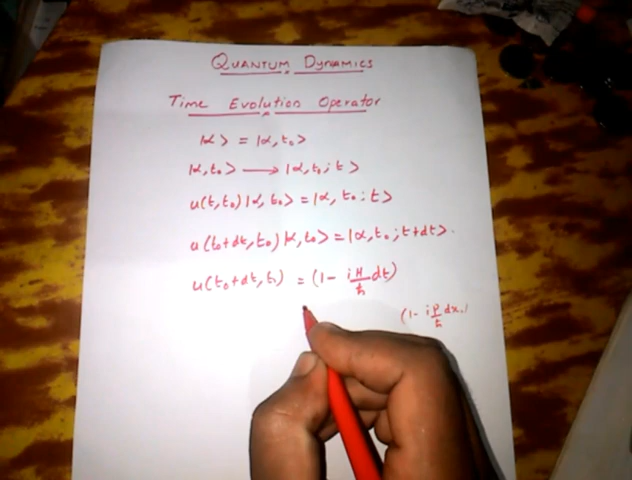 QUANTUM DYNAMICS
TIME EVOLUTION OPERATOR
|α> = |α, t₀>
|α, t₀> ⟶ |α, t₀; t>
u(t, t₀) |α, t₀> = |α, t₀; t>
u(t₀+dt, t₀) |α, t₀> = |α, t₀; t+dt>.
u(t₀+dt, t₀) = (1 - iH/ħ dt)
(1 - iP/ħ dx,)